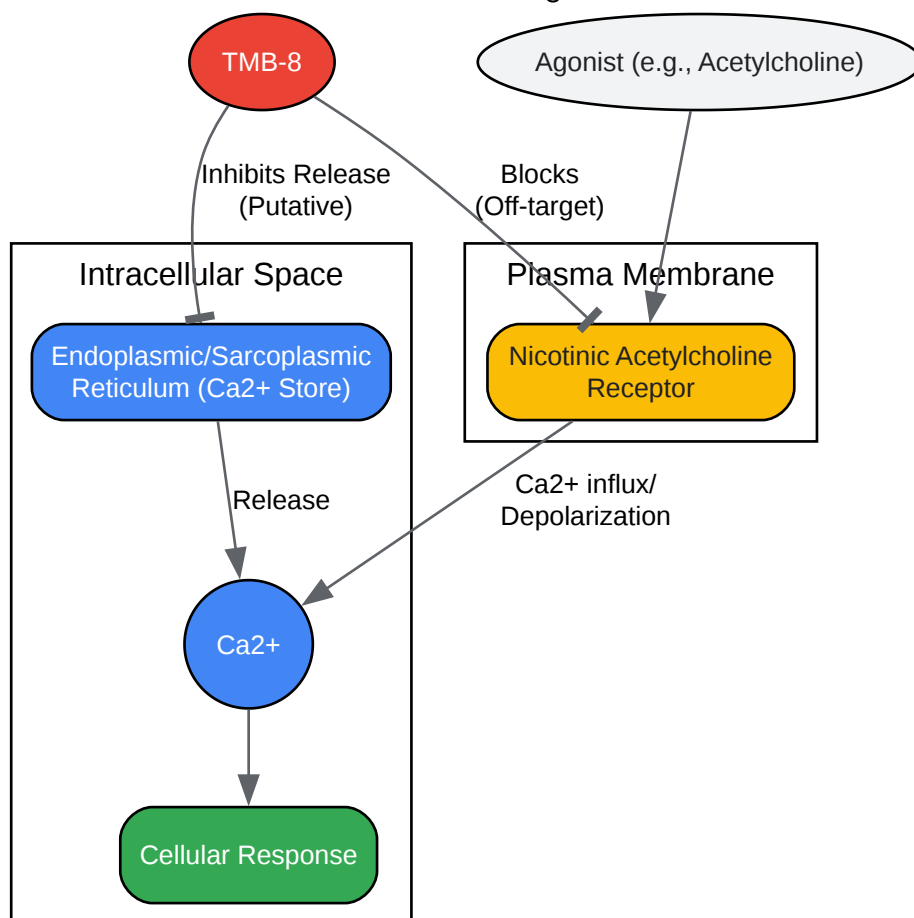 TMB-8
Agonist (e.g., Acetylcholine)
Inhibits Release
(Putative)
Blocks
(Off-target)
Intracellular Space
Plasma Membrane
Endoplasmic/Sarcoplasmic
Reticulum (Ca2+ Store)
Nicotinic Acetylcholine
Receptor
Release
Ca2+ influx/
Depolarization
Ca2+
Cellular Response